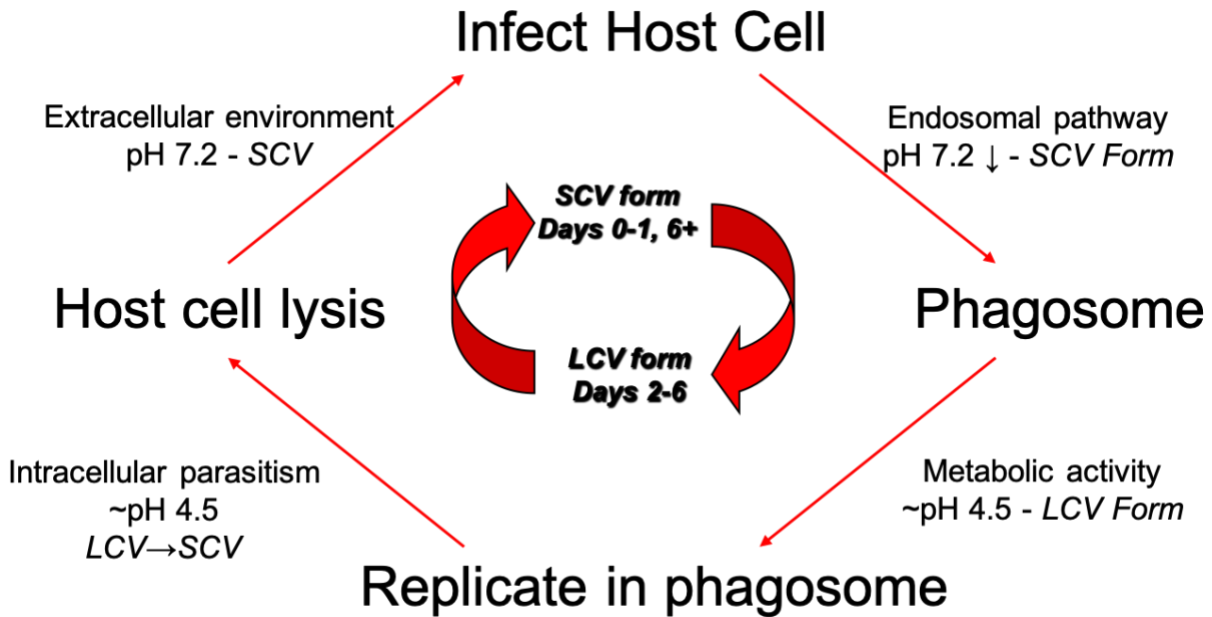 Infect Host Cell
Extracellular environment
pH 7.2 - SCV
Endosomal pathway
pH 7.2 ↓ - SCV Form
SCV form
Days 0-1, 6+
Host cell lysis
Phagosome
LCV form
Days 2-6
Intracellular parasitism
~pH 4.5
LCV→SCV
Metabolic activity
~pH 4.5 - LCV Form
Replicate in phagosome